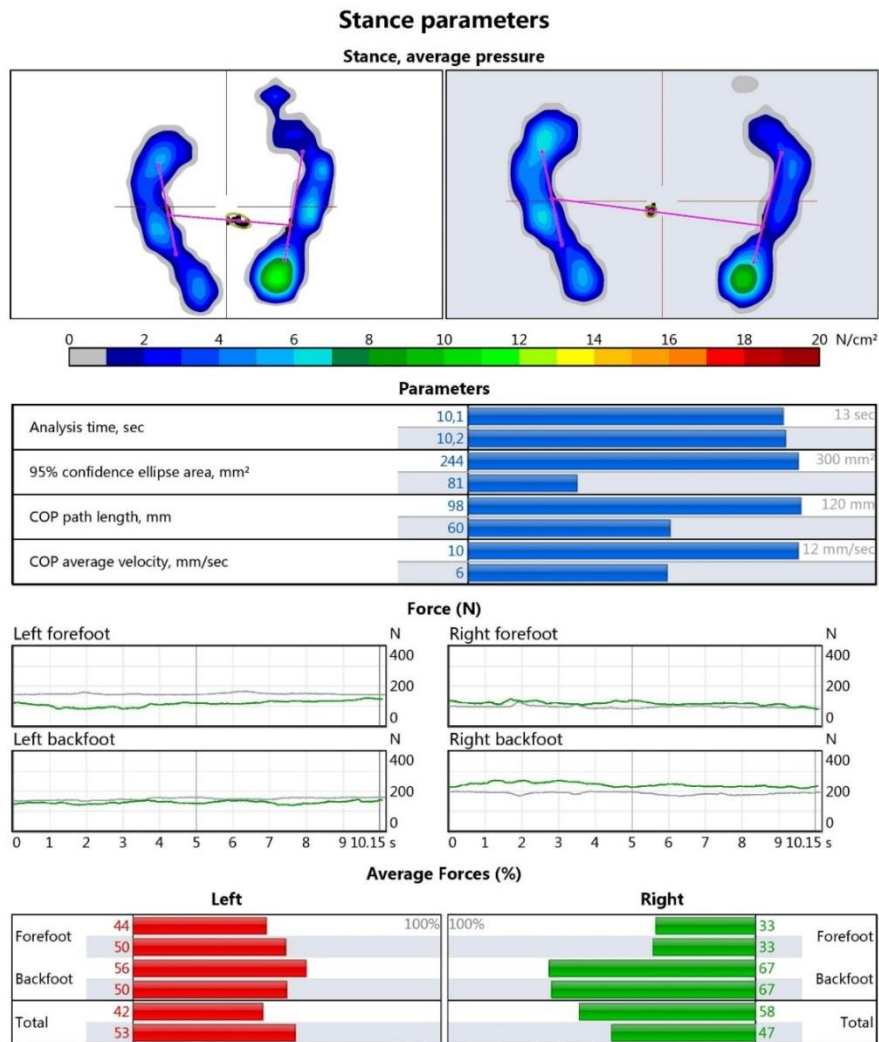 Stance parameters
Stance, average pressure
0 2 4 6 8 10 12 14 16 18 20 N/cm²
Parameters
Analysis time, sec 10,1 13 sec
10,2
95% confidence ellipse area, mm² 244 300 mm²
81
COP path length, mm 98 120 mm
60
COP average velocity, mm/sec 10 12 mm/sec
6
Force (N)
Left forefoot N Right forefoot N
400 400
200 200
0 0
Left backfoot N Right backfoot N
400 400
200 200
0 0
0 1 2 3 4 5 6 7 8 9 10.15 s 0 1 2 3 4 5 6 7 8 9 10.15 s
Average Forces (%)
Left Right
Forefoot 44 100% 100% 33 Forefoot
50 33
Backfoot 56 67 Backfoot
50 67
Total 42 58 Total
53 47